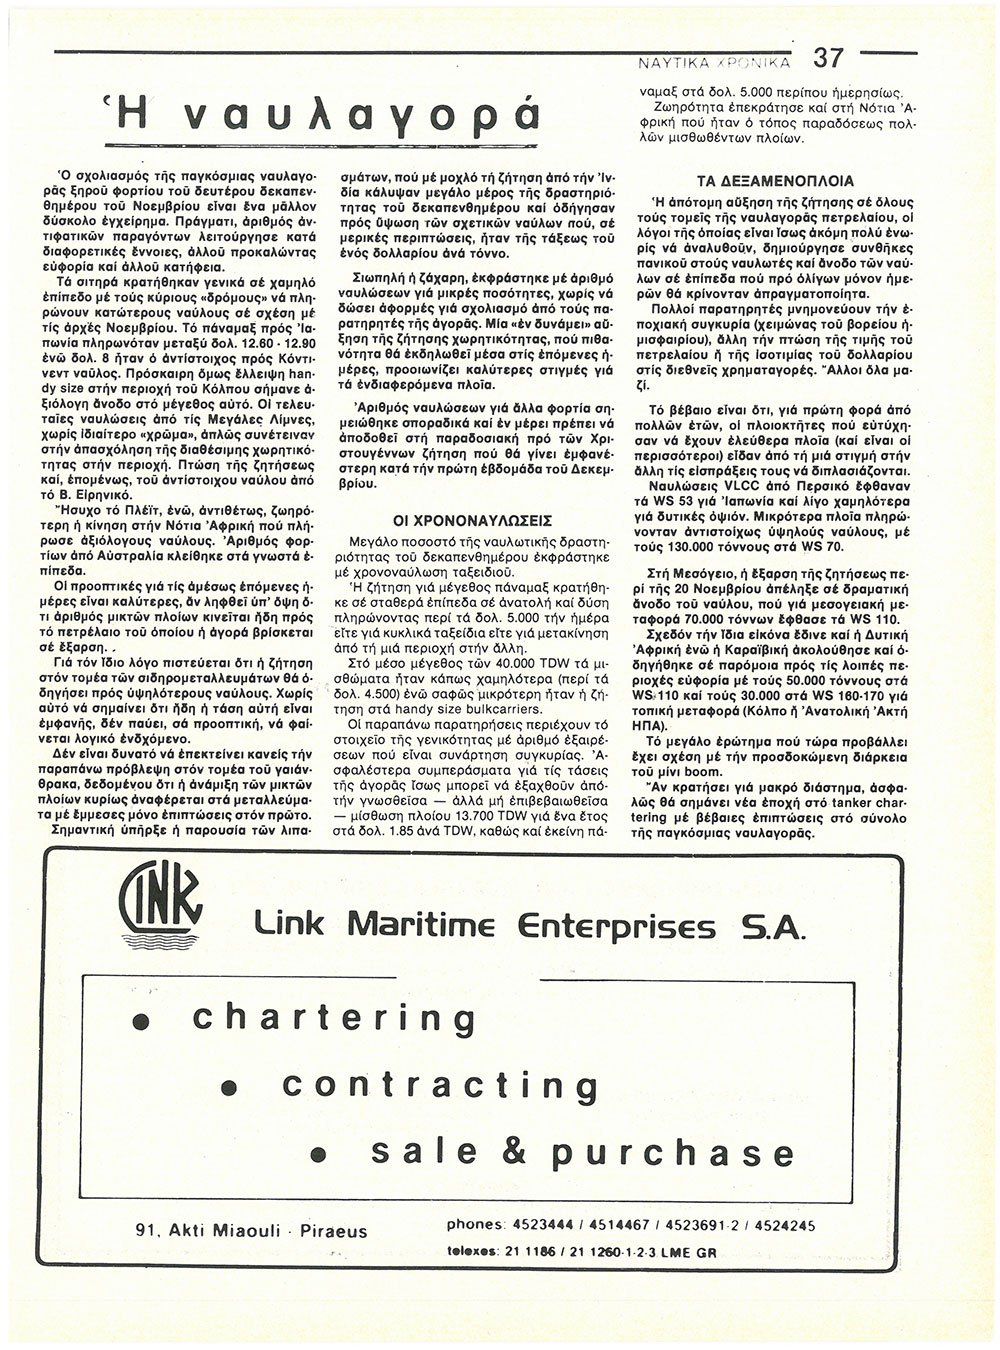 ΝΑΥΤΙΚΑ ΧΡΟΝΙΚΑ 37
Ἡ ναυλαγορά
Ὁ σχολιασμός τῆς παγκόσμιας ναυλαγο-
ρᾶς ξηροῦ φορτίου τοῦ δευτέρου δεκαπεν-
θημέρου τοῦ Νοεμβρίου εἶναι ἕνα μᾶλλον
δύσκολο ἐγχείρημα. Πράγματι, ἀριθμός ἀν-
τιφατικῶν παραγόντων λειτούργησε κατά
διαφορετικές ἔννοιες, ἀλλοῦ προκαλώντας
εὐφορία καί ἀλλοῦ κατήφεια.
Τά σιτηρά κρατήθηκαν γενικά σέ χαμηλό
ἐπίπεδο μέ τούς κύριους «δρόμους» νά πλη-
ρώνουν κατώτερους ναύλους σέ σχέση μέ
τίς ἀρχές Νοεμβρίου. Τό πάναμαξ πρός Ἰα-
πωνία πληρωνόταν μεταξύ δολ. 12.60 - 12.90
ἐνῶ δολ. 8 ἦταν ὁ ἀντίστοιχος πρός Κόντι-
νεντ ναῦλος. Πρόσκαιρη ὅμως ἔλλειψη han-
dy size στήν περιοχή τοῦ Κόλπου σήμανε ἀ-
ξιόλογη ἄνοδο στό μέγεθος αὐτό. Οἱ τελευ-
ταῖες ναυλώσεις ἀπό τίς Μεγάλες Λίμνες,
χωρίς ἰδιαίτερο «χρῶμα», ἁπλῶς συνέτειναν
στήν ἀπασχόληση τῆς διαθέσιμης χωρητικό-
τητας στήν περιοχή. Πτώση τῆς ζητήσεως
καί, ἑπομένως, τοῦ ἀντίστοιχου ναύλου ἀπό
τό Β. Εἰρηνικό.
Ἥσυχο τό Πλέϊτ, ἐνῶ, ἀντιθέτως, ζωηρό-
τερη ἡ κίνηση στήν Νότια Ἀφρική πού πλή-
ρωσε ἀξιόλογους ναύλους. Ἀριθμός φορ-
τίων ἀπό Αὐστραλία κλείσθηκε στά γνωστά ἐ-
πίπεδα.
Οἱ προοπτικές γιά τίς ἀμέσως ἑπόμενες ἡ-
μέρες εἶναι καλύτερες, ἄν ληφθεῖ ὑπ' ὄψη ὅ-
τι ἀριθμός μικτῶν πλοίων κινεῖται ἤδη πρός
τό πετρέλαιο τοῦ ὁποίου ἡ ἀγορά βρίσκεται
σέ ἔξαρση.
Γιά τόν ἴδιο λόγο πιστεύεται ὅτι ἡ ζήτηση
στόν τομέα τῶν σιδηρομεταλλευμάτων θά ὁ-
δηγήσει πρός ὑψηλότερους ναύλους. Χωρίς
αὐτό νά σημαίνει ὅτι ἤδη ἡ τάση αὐτή εἶναι
ἐμφανής, δέν παύει, σά προοπτική, νά φαί-
νεται λογικό ἐνδεχόμενο.
Δέν εἶναι δυνατό νά ἐπεκτείνει κανείς τήν
παραπάνω πρόβλεψη στόν τομέα τοῦ γαιάν-
θρακα, δεδομένου ὅτι ἡ ἀνάμιξη τῶν μικτῶν
πλοίων κυρίως ἀναφέρεται στά μεταλλεύμα-
τα μέ ἔμμεσες μόνο ἐπιπτώσεις στόν πρῶτο.
Σημαντική ὑπῆρξε ἡ παρουσία τῶν λιπα-
σμάτων, πού μέ μοχλό τή ζήτηση ἀπό τήν Ἰν-
δία κάλυψαν μεγάλο μέρος τῆς δραστηριό-
τητας τοῦ δεκαπενθημέρου καί ὁδήγησαν
πρός ὕψωση τῶν σχετικῶν ναύλων πού, σέ
μερικές περιπτώσεις, ἦταν τῆς τάξεως τοῦ
ἑνός δολλαρίου ἀνά τόννο.
Σιωπηλή ἡ ζάχαρη, ἐκφράστηκε μέ ἀριθμό
ναυλώσεων γιά μικρές ποσότητες, χωρίς νά
δώσει ἀφορμές γιά σχολιασμό ἀπό τούς πα-
ρατηρητές τῆς ἀγορᾶς. Μία «ἐν δυνάμει» αὔ-
ξηση τῆς ζήτησης χωρητικότητας, πού πιθα-
νότητα θά ἐκδηλωθεῖ μέσα στίς ἑπόμενες ἡ-
μέρες, προοιωνίζει καλύτερες στιγμές γιά
τά ἐνδιαφερόμενα πλοῖα.
Ἀριθμός ναυλώσεων γιά ἄλλα φορτία ση-
μειώθηκε σποραδικά καί ἐν μέρει πρέπει νά
ἀποδοθεῖ στή παραδοσιακή πρό τῶν Χρι-
στουγέννων ζήτηση πού θά γίνει ἐμφανέ-
στερη κατά τήν πρώτη ἑβδομάδα τοῦ Δεκεμ-
βρίου.
ΟΙ ΧΡΟΝΟΝΑΥΛΩΣΕΙΣ
Μεγάλο ποσοστό τῆς ναυλωτικῆς δραστη-
ριότητας τοῦ δεκαπενθημέρου ἐκφράστηκε
μέ χρονοναύλωση ταξειδιοῦ.
Ἡ ζήτηση γιά μέγεθος πάναμαξ κρατήθη-
κε σέ σταθερά ἐπίπεδα σέ ἀνατολή καί δύση
πληρώνοντας περί τά δολ. 5.000 τήν ἡμέρα
εἴτε γιά κυκλικά ταξείδια εἴτε γιά μετακίνηση
ἀπό τή μιά περιοχή στήν ἄλλη.
Στό μέσο μέγεθος τῶν 40.000 TDW τά μι-
σθώματα ἦταν κάπως χαμηλότερα (περί τά
δολ. 4.500) ἐνῶ σαφῶς μικρότερη ἦταν ἡ ζή-
τηση στά handy size bulkcarriers.
Οἱ παραπάνω παρατηρήσεις περιέχουν τό
στοιχεῖο τῆς γενικότητας μέ ἀριθμό ἐξαιρέ-
σεων πού εἶναι συνάρτηση συγκυρίας. Ἀ-
σφαλέστερα συμπεράσματα γιά τίς τάσεις
τῆς ἀγορᾶς ἴσως μπορεῖ νά ἐξαχθοῦν ἀπό-
τήν γνωσθεῖσα — ἀλλά μή ἐπιβεβαιωθεῖσα
— μίσθωση πλοίου 13.700 TDW γιά ἕνα ἔτος
στά δολ. 1.85 ἀνά TDW, καθώς καί ἐκείνη πά-
ναμαξ στά δολ. 5.000 περίπου ἡμερησίως.
Ζωηρότητα ἐπεκράτησε καί στή Νότια Ἀ-
φρική πού ἦταν ὁ τόπος παραδόσεως πολ-
λῶν μισθωθέντων πλοίων.
ΤΑ ΔΕΞΑΜΕΝΟΠΛΟΙΑ
Ἡ ἀπότομη αὔξηση τῆς ζήτησης σέ ὅλους
τούς τομεῖς τῆς ναυλαγορᾶς πετρελαίου, οἱ
λόγοι τῆς ὁποίας εἶναι ἴσως ἀκόμη πολύ ἐνω-
ρίς νά ἀναλυθοῦν, δημιούργησε συνθῆκες
πανικοῦ στούς ναυλωτές καί ἄνοδο τῶν ναύ-
λων σέ ἐπίπεδα πού πρό ὀλίγων μόνον ἡμε-
ρῶν θά κρίνονταν ἀπραγματοποίητα.
Πολλοί παρατηρητές μνημονεύουν τήν ἐ-
ποχιακή συγκυρία (χειμώνας τοῦ βορείου ἡ-
μισφαιρίου), ἄλλη τήν πτώση τῆς τιμῆς τοῦ
πετρελαίου ἤ τῆς ἰσοτιμίας τοῦ δολλαρίου
στίς διεθνεῖς χρηματαγορές. Ἄλλοι ὅλα μα-
ζί.
Τό βέβαιο εἶναι ὅτι, γιά πρώτη φορά ἀπό
πολλῶν ἐτῶν, οἱ πλοιοκτῆτες πού εὐτύχη-
σαν νά ἔχουν ἐλεύθερα πλοῖα (καί εἶναι οἱ
περισσότεροι) εἶδαν ἀπό τή μιά στιγμή στήν
ἄλλη τίς εἰσπράξεις τους νά διπλασιάζονται.
Ναυλώσεις VLCC ἀπό Περσικό ἔφθαναν
τά WS 53 γιά Ἰαπωνία καί λίγο χαμηλότερα
γιά δυτικές ὀψιόν. Μικρότερα πλοῖα πληρώ-
νονταν ἀντιστοίχως ὑψηλούς ναύλους, μέ
τούς 130.000 τόννους στά WS 70.
Στή Μεσόγειο, ἡ ἔξαρση τῆς ζητήσεως πε-
ρί τῆς 20 Νοεμβρίου ἀπέληξε σέ δραματική
ἄνοδο τοῦ ναύλου, πού γιά μεσογειακή με-
ταφορά 70.000 τόννων ἔφθασε τά WS 110.
Σχεδόν τήν ἴδια εἰκόνα ἔδινε καί ἡ Δυτική
Ἀφρική ἐνῶ ἡ Καραϊβική ἀκολούθησε καί ὁ-
δηγήθηκε σέ παρόμοια πρός τίς λοιπές πε-
ριοχές εὐφορία μέ τούς 50.000 τόννους στά
WS 110 καί τούς 30.000 στά WS 160-170 γιά
τοπική μεταφορά (Κόλπο ἤ Ἀνατολική Ἀκτή
ΗΠΑ).
Τό μεγάλο ἐρώτημα πού τώρα προβάλλει
ἔχει σχέση μέ τήν προσδοκώμενη διάρκεια
τοῦ μίνι boom.
Ἄν κρατήσει γιά μακρό διάστημα, ἀσφα-
λῶς θά σημάνει νέα ἐποχή στό tanker char-
tering μέ βέβαιες ἐπιπτώσεις στό σύνολο
τῆς παγκόσμιας ναυλαγορᾶς.
LINK
Link Maritime Enterprises S.A.
• chartering
• contracting
• sale & purchase
91, Akti Miaouli - Piraeus
phones: 4523444 / 4514467 / 4523691-2 / 4524245
telexes: 21 1186 / 21 1260-1-2-3 LME GR